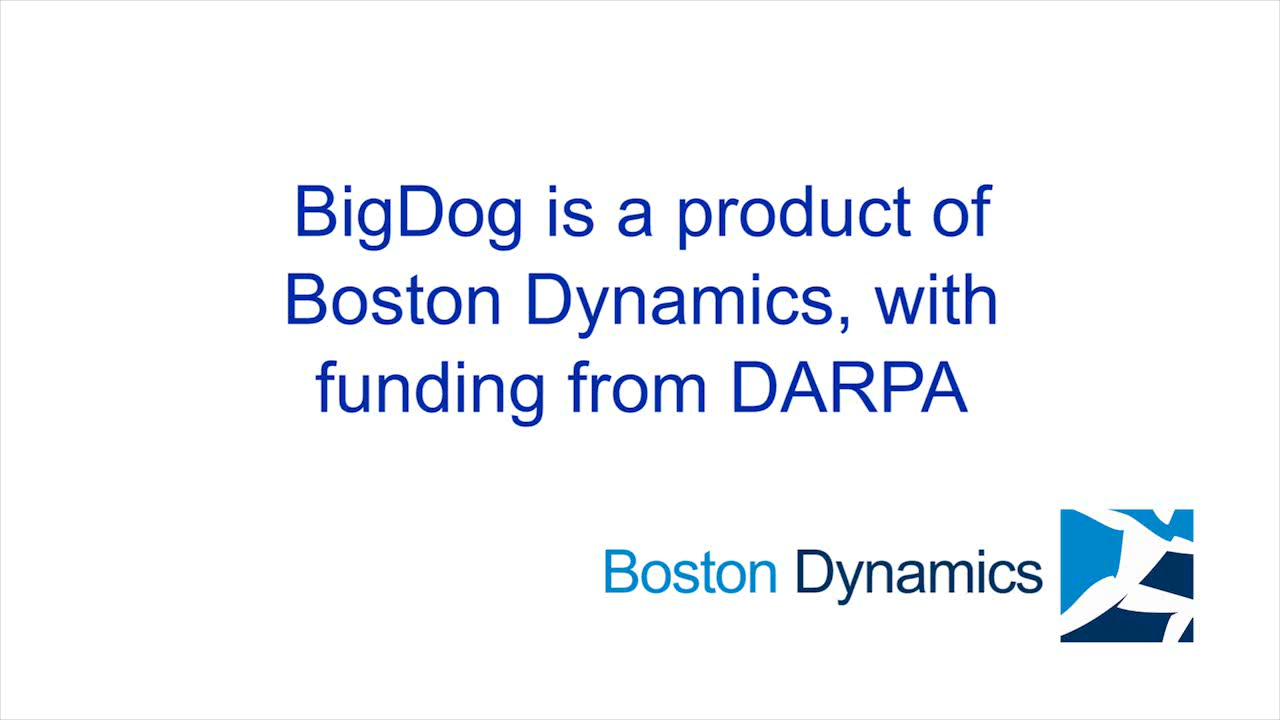 BigDog is a product of
Boston Dynamics, with
funding from DARPA
Boston Dynamics